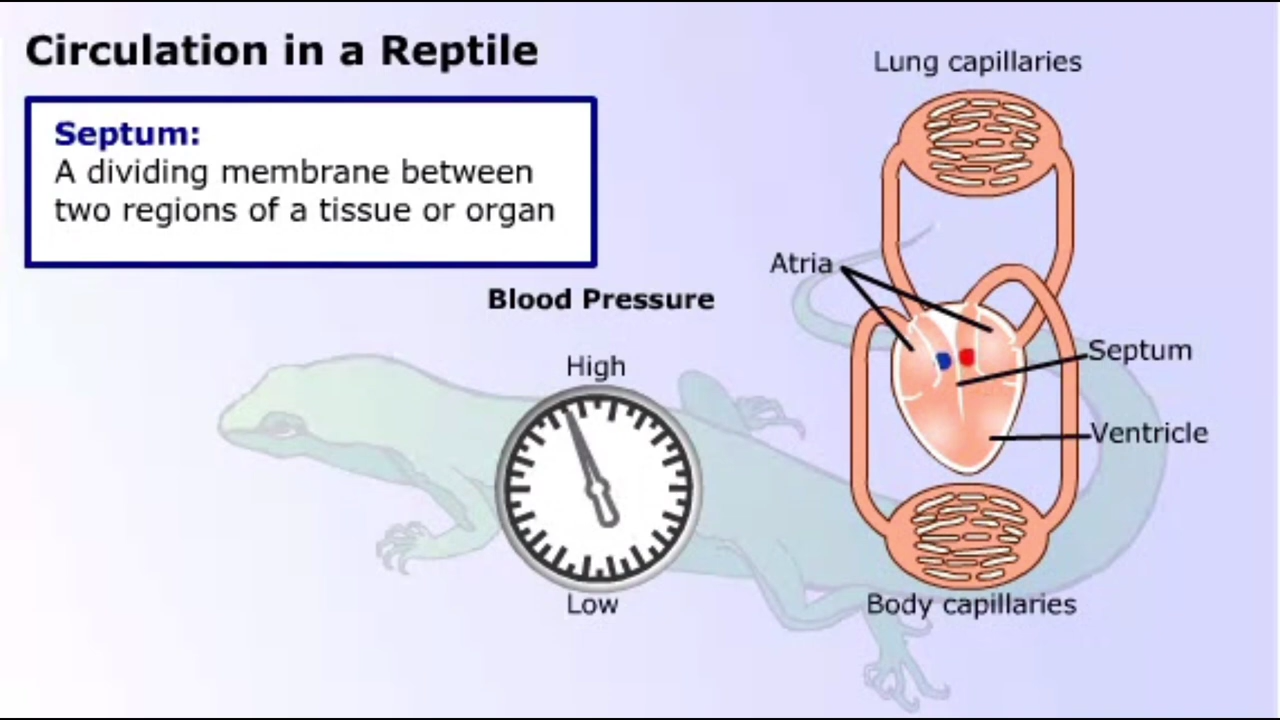 Circulation in a Reptile
Septum:
A dividing membrane between
two regions of a tissue or organ
Blood Pressure
High
Low
Lung capillaries
Atria
Septum
Ventricle
Body capillaries